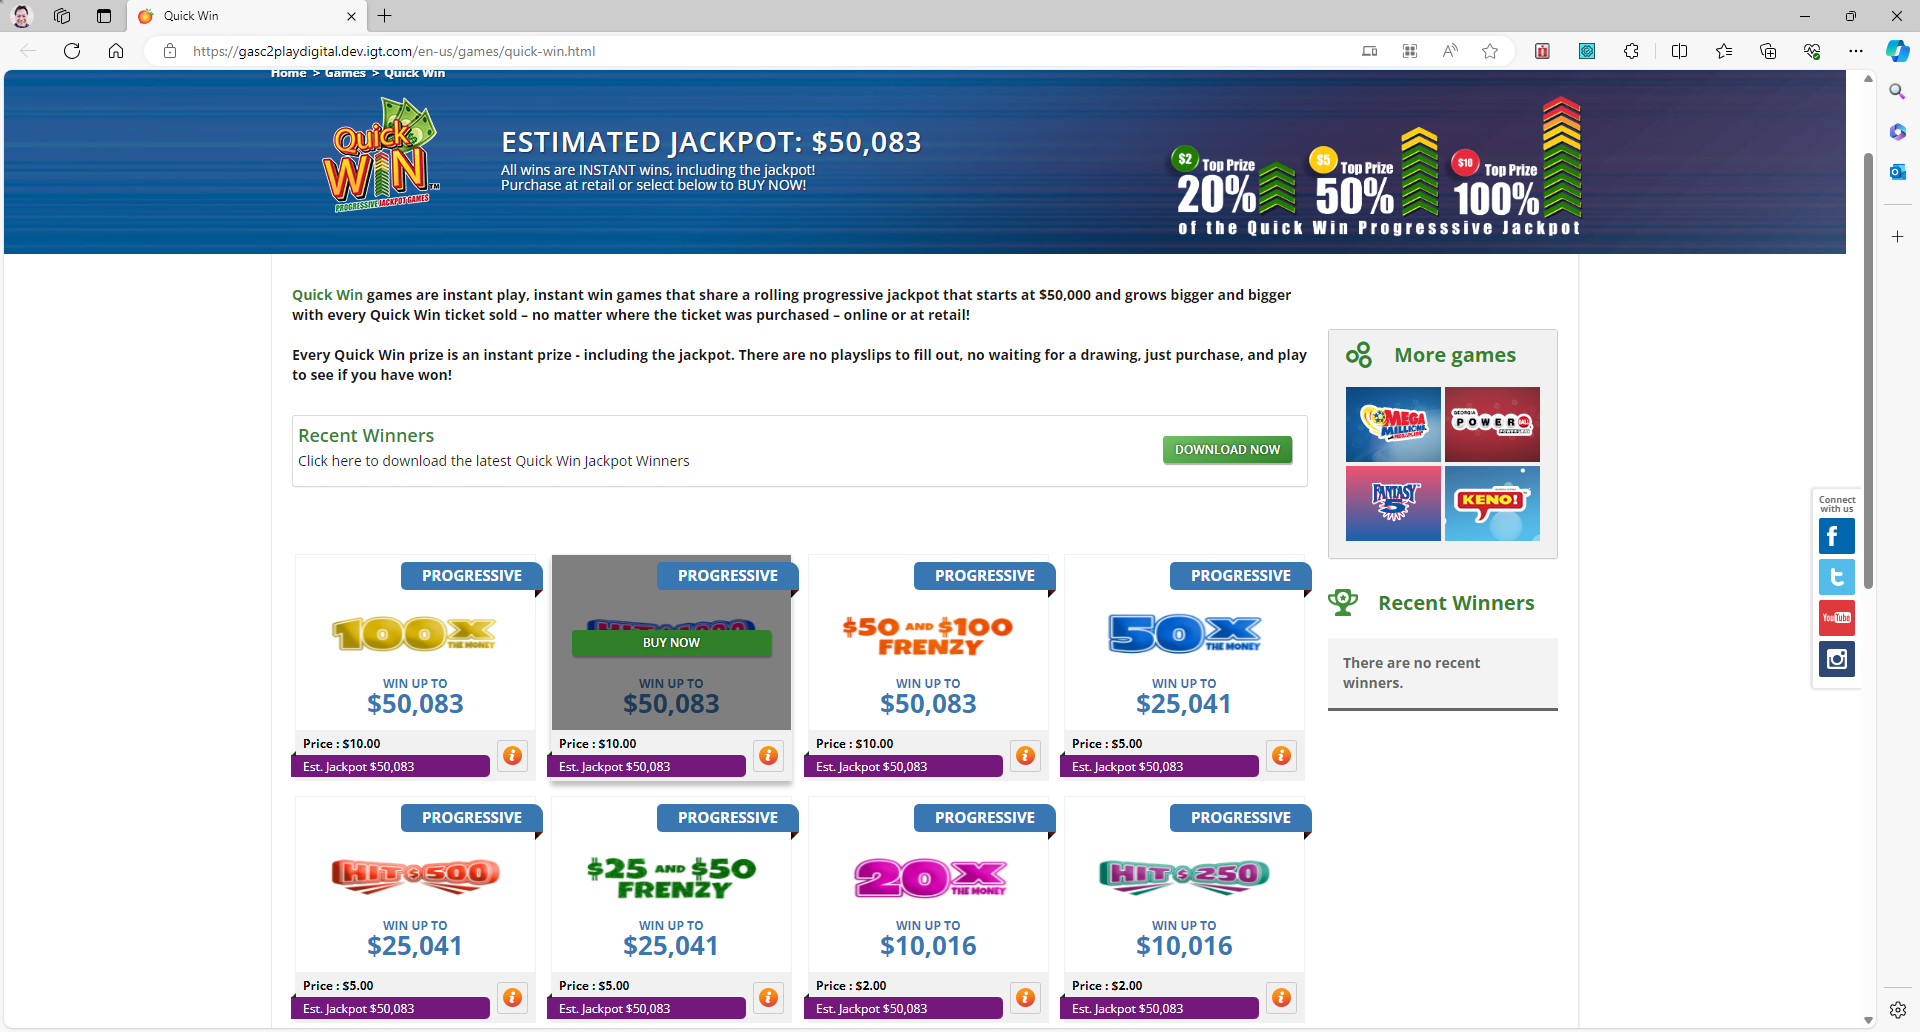 Quick Win
https://gasc2playdigital.dev.igt.com/en-us/games/quick-win.html
Home > Games > Quick Win
Quick
WIN™
PROGRESSIVE JACKPOT GAMES
ESTIMATED JACKPOT: $50,083
All wins are INSTANT wins, including the jackpot!
Purchase at retail or select below to BUY NOW!
$2 Top Prize 20%
$5 Top Prize 50%
$10 Top Prize 100%
of the Quick Win Progresssive Jackpot
Quick Win games are instant play, instant win games that share a rolling progressive jackpot that starts at $50,000 and grows bigger and bigger
with every Quick Win ticket sold – no matter where the ticket was purchased – online or at retail!
Every Quick Win prize is an instant prize - including the jackpot. There are no playslips to fill out, no waiting for a drawing, just purchase, and play
to see if you have won!
Recent Winners
Click here to download the latest Quick Win Jackpot Winners
DOWNLOAD NOW
More games
MEGA MILLIONS
GEORGIA POWERBALL
FANTASY 5
KENO!
Recent Winners
There are no recent
winners.
Connect
with us
f
t
YouTube
PROGRESSIVE
100X THE MONEY
WIN UP TO
$50,083
Price : $10.00
Est. Jackpot $50,083
PROGRESSIVE
BUY NOW
WIN UP TO
$50,083
Price : $10.00
Est. Jackpot $50,083
PROGRESSIVE
$50 AND $100
FRENZY
WIN UP TO
$50,083
Price : $10.00
Est. Jackpot $50,083
PROGRESSIVE
50X THE MONEY
WIN UP TO
$25,041
Price : $5.00
Est. Jackpot $50,083
PROGRESSIVE
HIT $500
WIN UP TO
$25,041
Price : $5.00
Est. Jackpot $50,083
PROGRESSIVE
$25 AND $50
FRENZY
WIN UP TO
$25,041
Price : $5.00
Est. Jackpot $50,083
PROGRESSIVE
20X THE MONEY
WIN UP TO
$10,016
Price : $2.00
Est. Jackpot $50,083
PROGRESSIVE
HIT $250
WIN UP TO
$10,016
Price : $2.00
Est. Jackpot $50,083